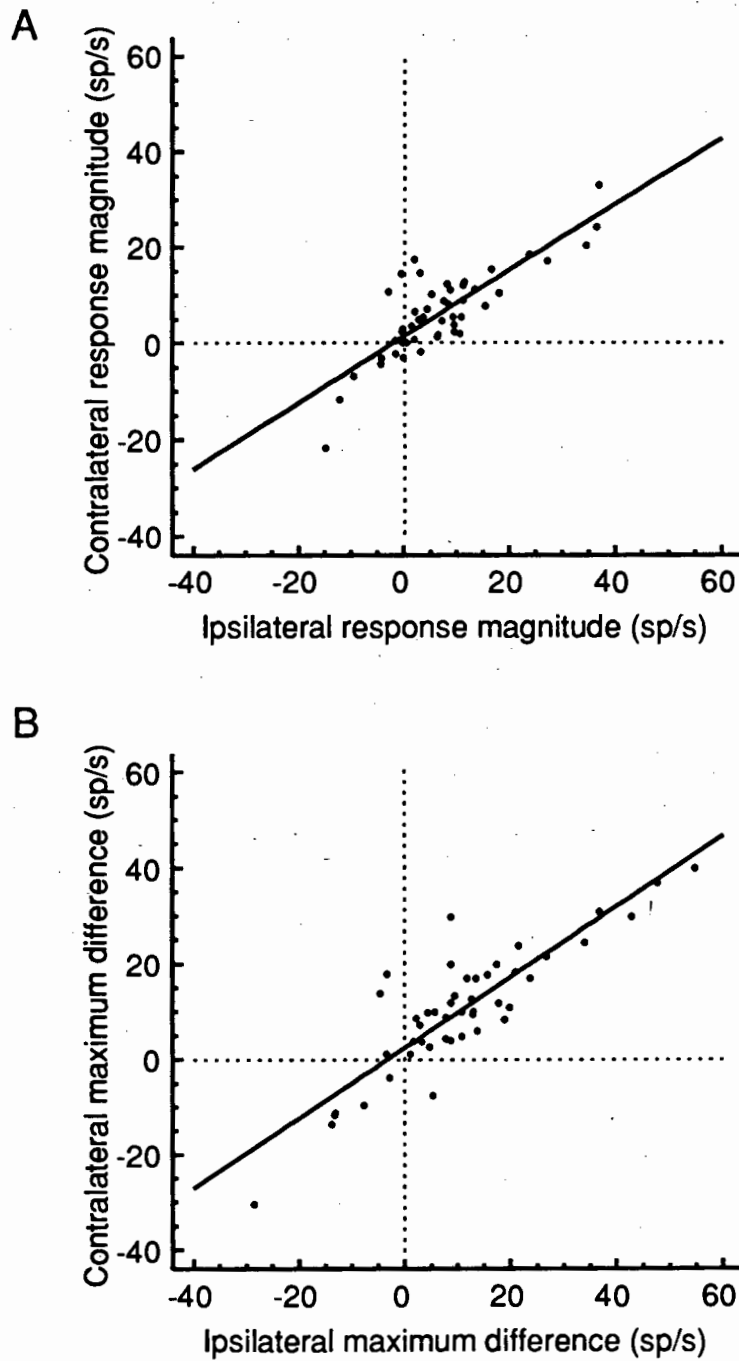 A
Contralateral response magnitude (sp/s)
60
40
20
0
-20
-40
-40 -20 0 20 40 60
Ipsilateral response magnitude (sp/s)
B
Contralateral maximum difference (sp/s)
60
40
20
0
-20
-40
-40 -20 0 20 40 60
Ipsilateral maximum difference (sp/s)